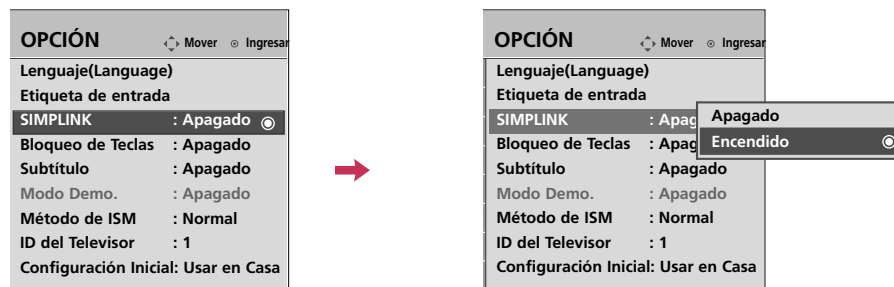 OPCIÓN Mover Ingresar
Lenguaje(Language)
Etiqueta de entrada
SIMPLINK : Apagado
Bloqueo de Teclas : Apagado
Subtítulo : Apagado
Modo Demo. : Apagado
Método de ISM : Normal
ID del Televisor : 1
Configuración Inicial: Usar en Casa
OPCIÓN Mover Ingresar
Lenguaje(Language)
Etiqueta de entrada
SIMPLINK : Apag
Bloqueo de Teclas : Apag
Subtítulo : Apagado
Modo Demo. : Apagado
Método de ISM : Normal
ID del Televisor : 1
Configuración Inicial: Usar en Casa
Apagado
Encendido